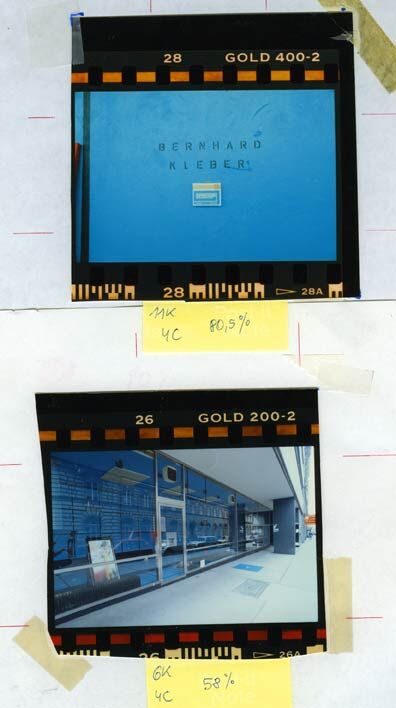 28 GOLD 400-2
BERNHARD
KLEBER
28 28A
11K
4C 80,5%
26 GOLD 200-2
26 26A
6K
4C 58%